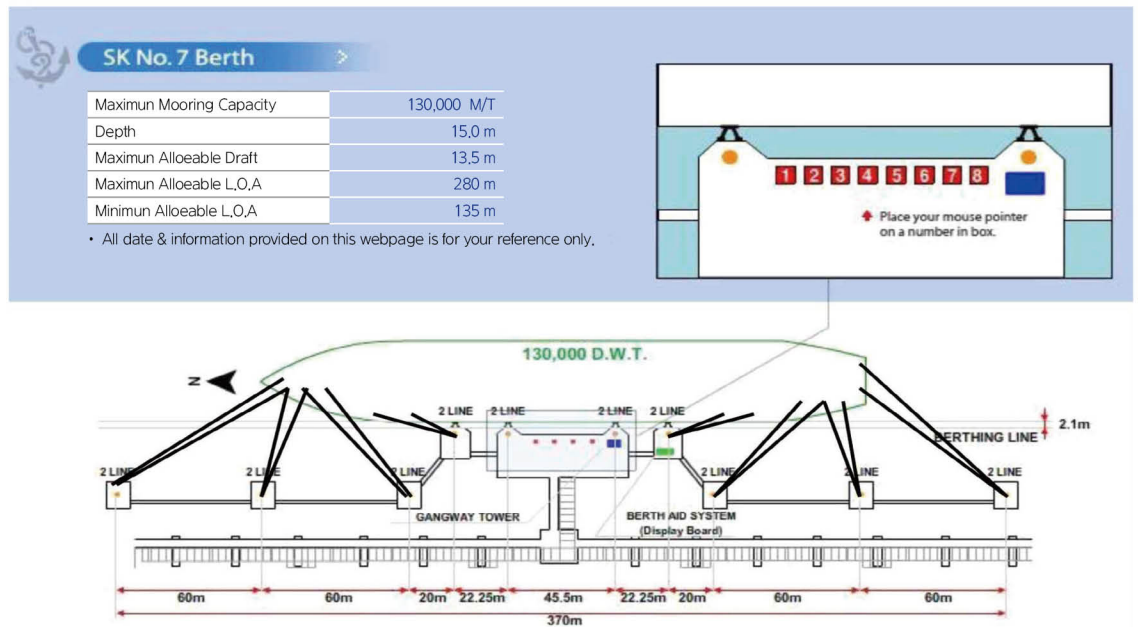 SK No. 7 Berth
Maximun Mooring Capacity 130,000 M/T
Depth 15.0 m
Maximun Alloeable Draft 13.5 m
Maximun Alloeable L.O.A 280 m
Minimun Alloeable L.O.A 135 m
• All date & information provided on this webpage is for your reference only.
1 2 3 4 5 6 7 8
Place your mouse pointer
on a number in box.
130,000 D.W.T.
N
2 LINE 2 LINE 2 LINE 2 LINE
2.1m
BERTHING LINE
2 LINE 2 LINE 2 LINE 2 LINE 2 LINE 2 LINE
GANGWAY TOWER
BERTH AID SYSTEM
(Display Board)
60m 60m 20m 22.25m 45.5m 22.25m 20m 60m 60m
370m